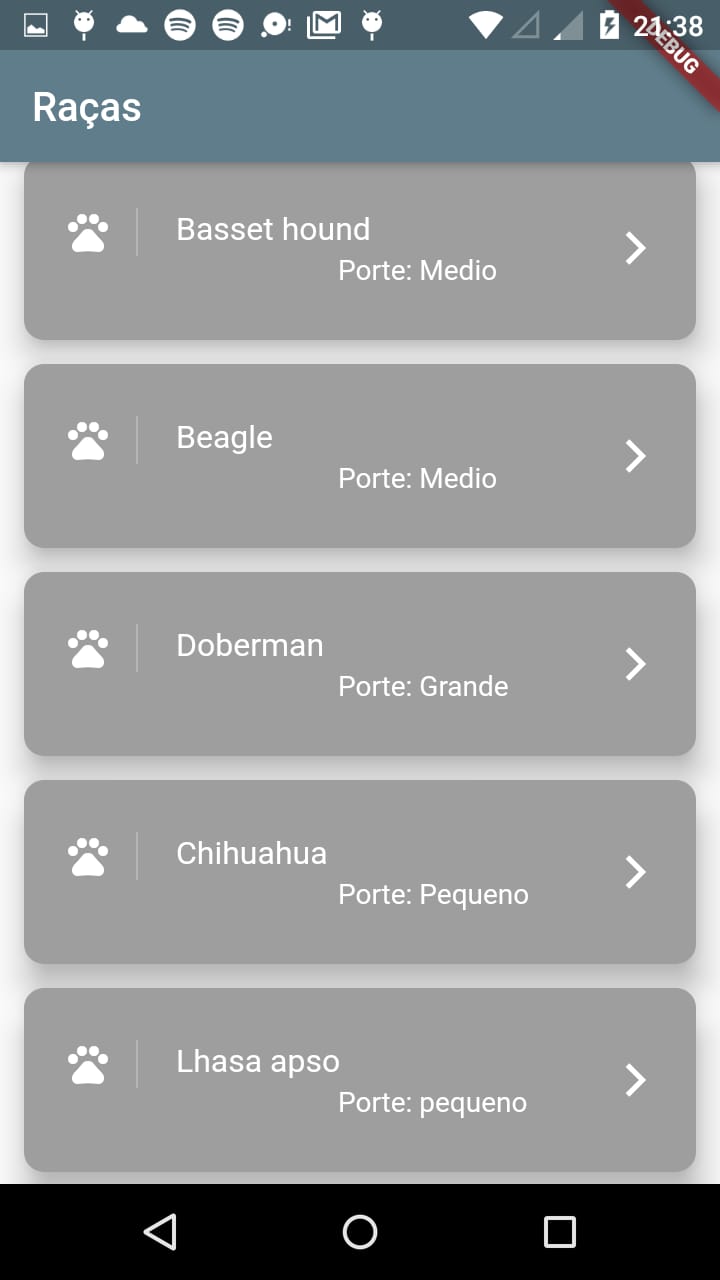 21:38
DEBUG
Raças
Basset hound
Porte: Medio
Beagle
Porte: Medio
Doberman
Porte: Grande
Chihuahua
Porte: Pequeno
Lhasa apso
Porte: pequeno